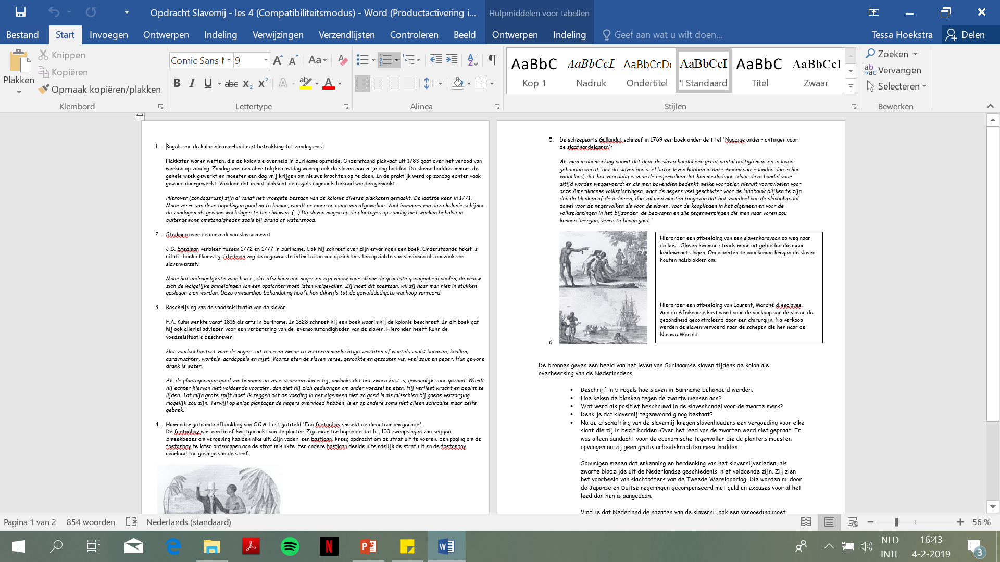 Opdracht Slavernij - les 4 (Compatibiliteitsmodus) - Word (Productactivering i...
Hulpmiddelen voor tabellen
Bestand
Start
Invoegen
Ontwerpen
Indeling
Verwijzingen
Verzendlijsten
Controleren
Beeld
Ontwerpen
Indeling
Geef aan wat u wilt doen...
Tessa Hoekstra
Delen
Plakken
Knippen
Kopiëren
Opmaak kopiëren/plakken
Klembord
Comic Sans M
9
Lettertype
Alinea
AaBbC
Kop 1
AaBbCcL
Nadruk
AaBbCcD
Ondertitel
AaBbCcI
¶ Standaard
AaBbC
Titel
AaBbCcI
Zwaar
Stijlen
Zoeken
Vervangen
Selecteren
Bewerken
1. Regels van de koloniale overheid met betrekking tot zondagsrust
Plakkaten waren wetten, die de koloniale overheid in Suriname opstelde. Onderstaand plakkaat uit 1783 gaat over het verbod van
werken op zondag. Zondag was een christelijke rustdag waarop ook de slaven een vrije dag hadden. De slaven hadden immers de
gehele week gewerkt en moesten een dag vrij krijgen om nieuwe krachten op te doen. In de praktijk werd op zondag echter vaak
gewoon doorgewerkt. Vandaar dat in het plakkaat de regels nogmaals bekend worden gemaakt.
Hierover (zondagsrust) zijn al vanaf het vroegste bestaan van de kolonie diverse plakkaten gemaakt. De laatste keer in 1771.
Maar verre van deze bepalingen goed na te komen, wordt er meer en meer van afgeweken. Veel inwoners van deze kolonie schijnen
de zondagen als gewone werkdagen te beschouwen. (...) De slaven mogen op de plantages op zondag niet werken behalve in
buitengewone omstandigheden zoals bij brand of watersnood.
2. Stedman over de oorzaak van slavenverzet
J.G. Stedman verbleef tussen 1772 en 1777 in Suriname. Ook hij schreef over zijn ervaringen een boek. Onderstaande tekst is
uit dit boek afkomstig. Stedman zag de ongewenste intimiteiten van opzichters ten opzichte van slavinnen als oorzaak van
slavenverzet.
Maar het ondragelijkste voor hun is, dat ofschoon een neger en zijn vrouw voor elkaar de grootste genegenheid voelen, de vrouw
zich de walgelijke omhelzingen van een opzichter moet laten welgevallen. Zij moet dit toestaan, wil zij haar man niet in stukken
geslagen zien worden. Deze onwaardige behandeling heeft hen dikwijls tot de gewelddadigste wanhoop vervoerd.
3. Beschrijving van de voedselsituatie van de slaven
F.A. Kuhn werkte vanaf 1816 als arts in Suriname. In 1828 schreef hij een boek waarin hij de kolonie beschreef. In dit boek gaf
hij ook allerlei adviezen voor een verbetering van de levensomstandigheden van de slaven. Hieronder heeft Kuhn de
voedselsituatie beschreven:
Het voedsel bestaat voor de negers uit taaie en zwaar te verteren meelachtige vruchten of wortels zoals: bananen, knollen,
aardvruchten, wortels, aardappels en rijst. Voorts eten de slaven verse, gerookte en gezouten vis, veel zout en peper. Hun gewone
drank is water.
Als de plantageneger goed van bananen en vis is voorzien dan is hij, ondanks dat het zware kost is, gewoonlijk zeer gezond. Wordt
hij echter hiervan niet voldoende voorzien, dan ziet hij zich gedwongen om ander voedsel te eten. Hij verliest kracht en begint te
lijden. Tot mijn grote spijt moet ik zeggen dat de voeding in het algemeen niet zo goed is als misschien bij goede verzorging
mogelijk zou zijn. Terwijl op enige plantages de negers overvloed hebben, is er op andere soms niet alleen schraalte maar zelfs
gebrek.
4. Hieronder getoonde afbeelding van C.C.A. Last getiteld 'Een foetoeboy smeekt de directeur om genade'.
De foetoeboy was een brief kwijtgeraakt van de planter. Zijn meester bepaalde dat hij 100 zweepslagen zou krijgen.
Smeekbedes om vergeving haalden niks uit. Zijn vader, een bastiaan, kreeg opdracht om de straf uit te voeren. Een poging om de
foetoeboy te laten ontsnappen aan de straf mislukte. Een andere bastiaan deelde uiteindelijk de straf uit en de foetoeboy
overleed ten gevolge van de straf.
5. De scheepsarts Gallandat schreef in 1769 een boek onder de titel 'Noodige onderrichtingen voor
de slaafhandelaaren':
Als men in aanmerking neemt dat door de slavenhandel een groot aantal nuttige mensen in leven
gehouden wordt; dat de slaven een veel beter leven hebben in onze Amerikaanse landen dan in hun
vaderland; dat het voordelig is voor de negervolken dat hun misdadigers door deze handel voor
altijd worden weggevoerd; en als men bovendien bedenkt welke voordelen hieruit voortvloeien voor
onze Amerikaanse volksplantingen, waar de negers veel geschikter voor de landbouw blijken te zijn
dan de blanken of de indianen, dan zal men moeten toegeven dat het voordeel van de slavenhandel
zowel voor de negervolken als voor de slaven, voor de kooplieden in het algemeen en voor de
volksplantingen in het bijzonder, de bezwaren en alle tegenwerpingen die men naar voren zou
kunnen brengen, verre te boven gaat.'
Hieronder een afbeelding van een slavenkaravaan op weg naar
de kust. Slaven kwamen steeds meer uit gebieden die meer
landinwaarts lagen. Om vluchten te voorkomen kregen de slaven
houten halsblokken om.
Hieronder een afbeelding van Laurent, Marché d'esclaves.
Aan de Afrikaanse kust werd voor de verkoop van de slaven de
gezondheid gecontroleerd door een chirurgijn. Na verkoop
werden de slaven vervoerd naar de schepen die hen naar de
Nieuwe Wereld
6.
De bronnen geven een beeld van het leven van Surinaamse slaven tijdens de koloniale
overheersing van de Nederlanders.
• Beschrijf in 5 regels hoe slaven in Suriname behandeld werden.
• Hoe keken de blanken tegen de zwarte mensen aan?
• Wat werd als positief beschouwd in de slavenhandel voor de zwarte mens?
• Denk je dat slavernij tegenwoordig nog bestaat?
• Na de afschaffing van de slavernij kregen slavenhouders een vergoeding voor elke
slaaf die zij in bezit hadden. Over het leed van de zwarten werd niet gepraat. Er
was alleen aandacht voor de economische tegenvaller die de planters moesten
opvangen nu zij geen gratis arbeidskrachten meer hadden.
Sommigen menen dat erkenning en herdenking van het slavernijverleden, als
zwarte bladzijde uit de Nederlandse geschiedenis, niet voldoende zijn. Zij zien
het voorbeeld van slachtoffers van de Tweede Wereldoorlog. Die worden nu door
de Japanse en Duitse regeringen gecompenseerd met geld en excuses voor al het
leed dan hen is aangedaan.
Vind je dat Nederland de nazaten van de slavernij ook een vergoeding moet
Pagina 1 van 2
854 woorden
Nederlands (standaard)
56 %
NLD
INTL
16:43
4-2-2019
3